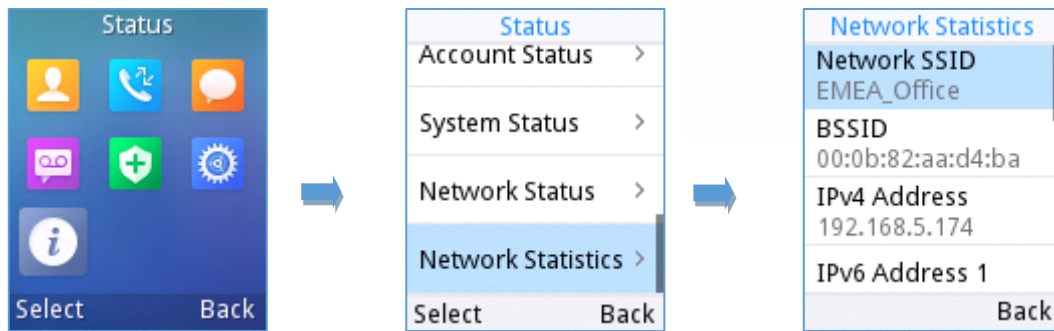 Status
Select Back
Status
Account Status >
System Status >
Network Status >
Network Statistics >
Select Back
Network Statistics
Network SSID
EMEA_Office
BSSID
00:0b:82:aa:d4:ba
IPv4 Address
192.168.5.174
IPv6 Address 1
Back